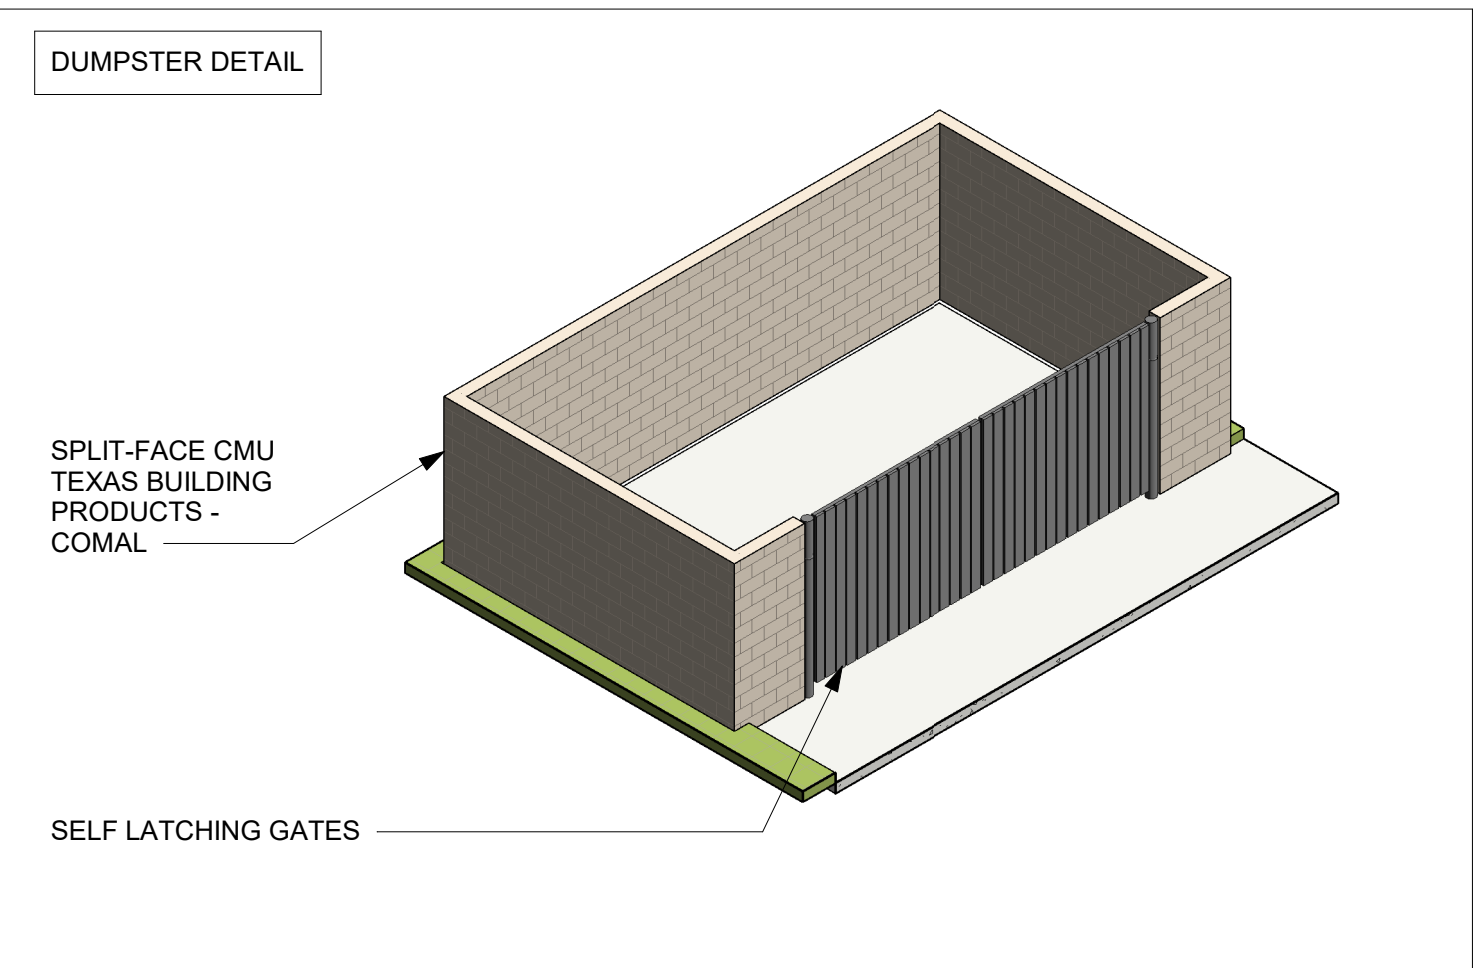 DUMPSTER DETAIL
SPLIT-FACE CMU
TEXAS BUILDING
PRODUCTS -
COMAL
SELF LATCHING GATES